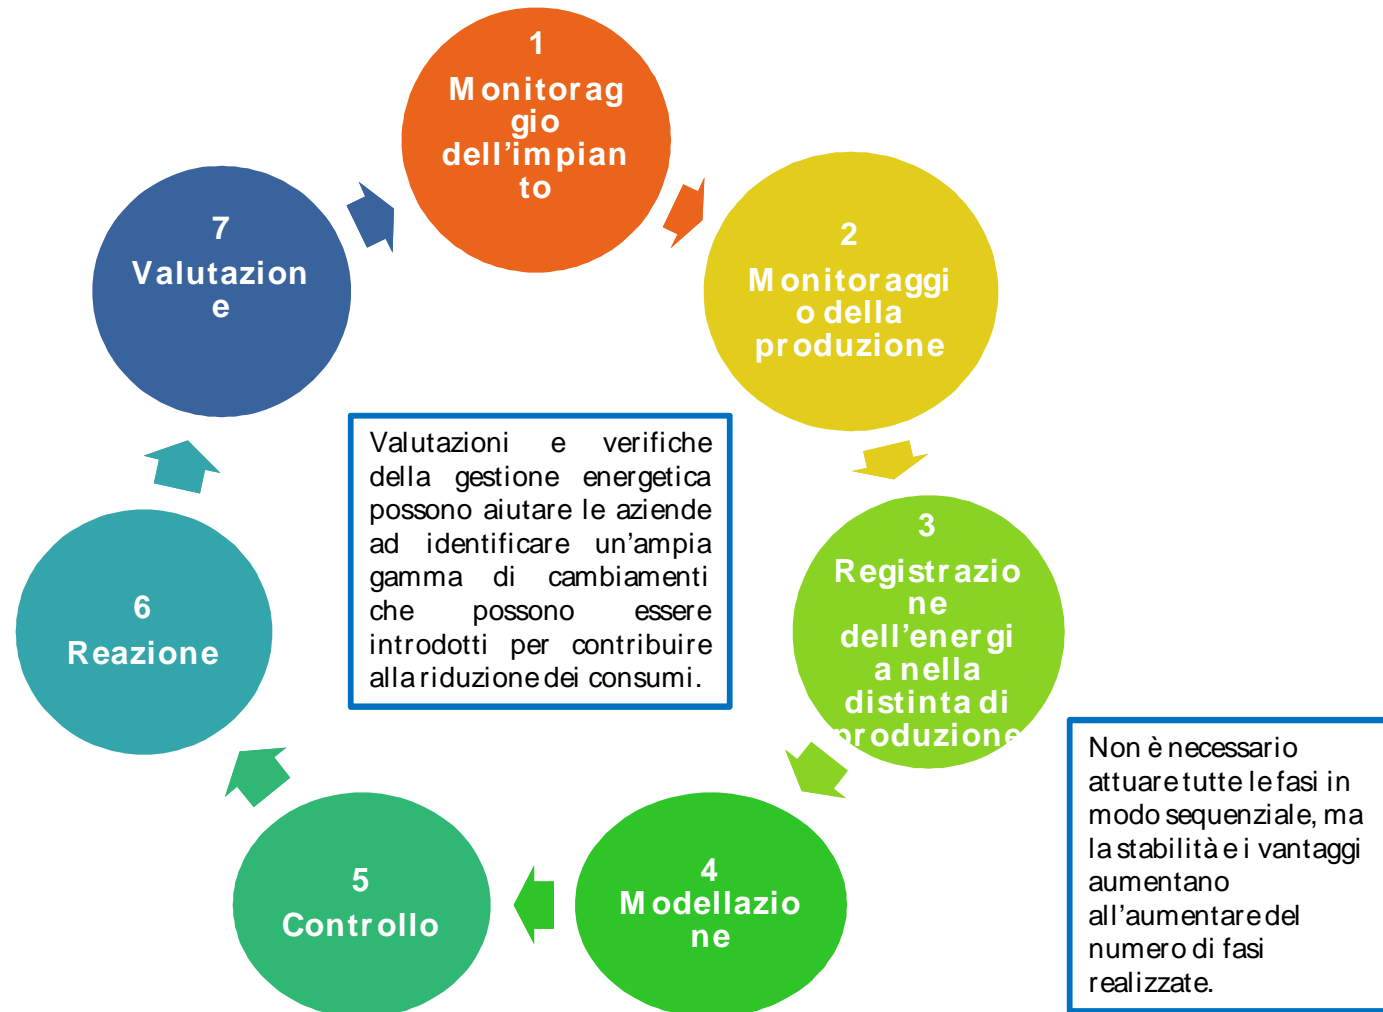 1
Monitorag
gio
dell'impian
to
2
Monitoraggi
o della
produzione
3
Registrazio
ne
dell'energi
a nella
distinta di
produzione
4
Modellazio
ne
5
Controllo
6
Reazione
7
Valutazion
e
Valutazioni e verifiche
della gestione energetica
possono aiutare le aziende
ad identificare un'ampia
gamma di cambiamenti
che possono essere
introdotti per contribuire
alla riduzione dei consumi.
Non è necessario
attuare tutte le fasi in
modo sequenziale, ma
la stabilità e i vantaggi
aumentano
all'aumentare del
numero di fasi
realizzate.